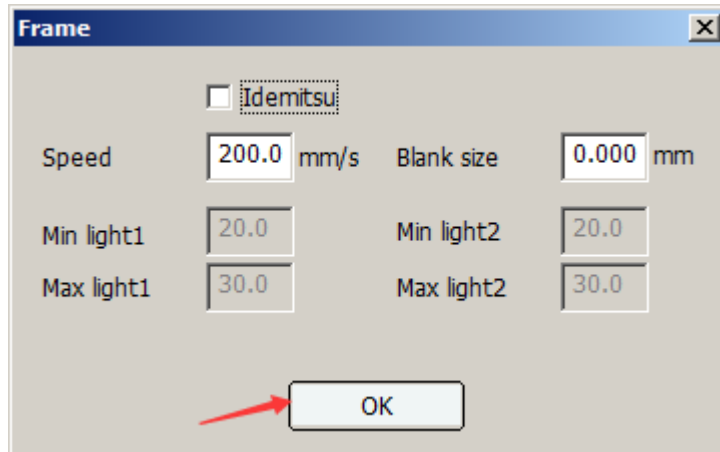 Frame
Idemitsu
Speed 200.0 mm/s Blank size 0.000 mm
Min light1 20.0 Min light2 20.0
Max light1 30.0 Max light2 30.0
OK